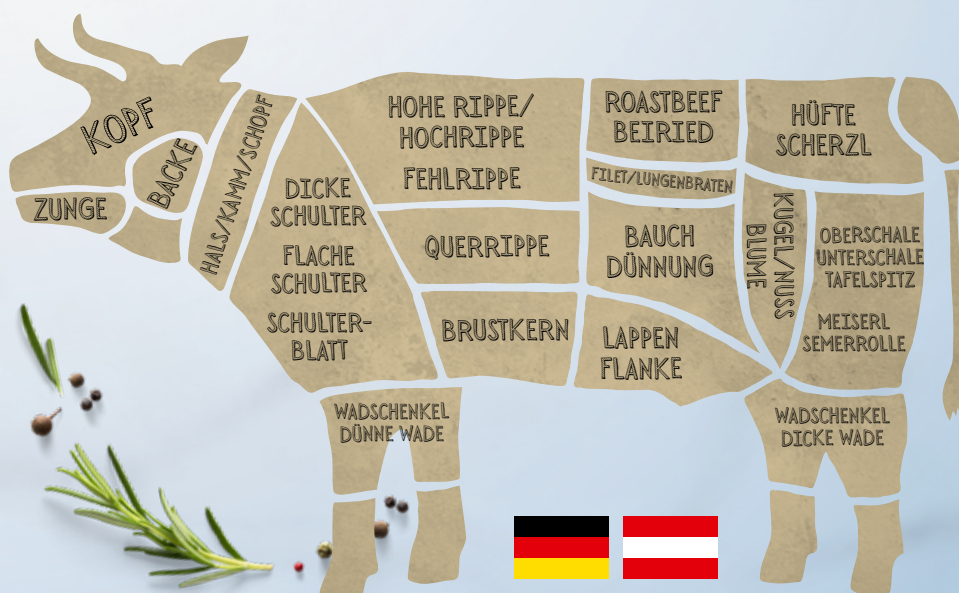 KOPF
BACKE
ZUNGE
HALS/KAMM/SCHOPF
DICKE
SCHULTER
FLACHE
SCHULTER
SCHULTER-
BLATT
HOHE RIPPE/
HOCHRIPPE
FEHLRIPPE
QUERRIPPE
BRUSTKERN
ROASTBEEF
BEIRIED
FILET/LUNGENBRATEN
BAUCH
DÜNNUNG
LAPPEN
FLANKE
HÜFTE
SCHERZL
KUGEL/NUSS
BLUME
OBERSCHALE
UNTERSCHALE
TAFELSPITZ
MEISERL
SEMERROLLE
WADSCHENKEL
DÜNNE WADE
WADSCHENKEL
DICKE WADE